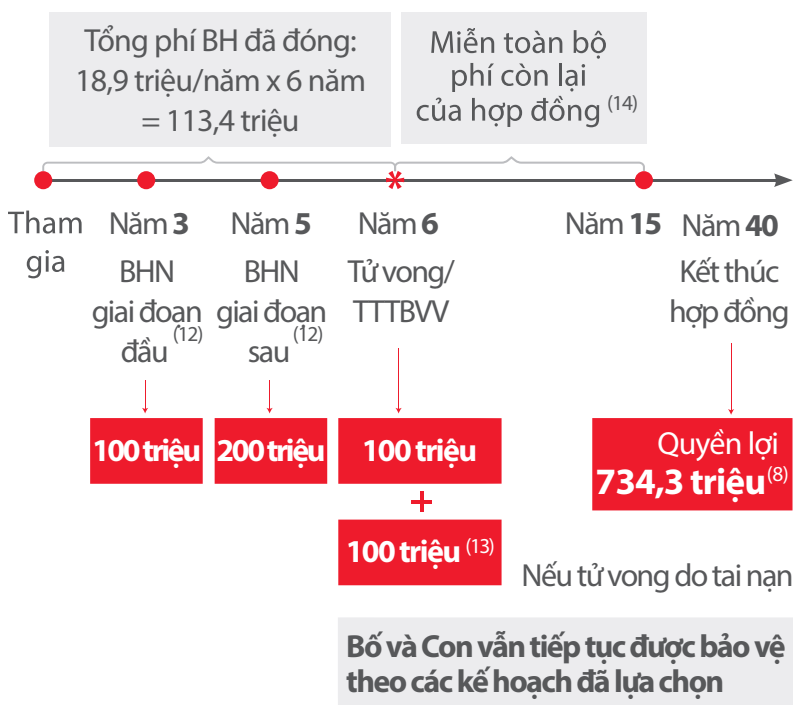 Tổng phí BH đã đóng:
18,9 triệu/năm x 6 năm
= 113,4 triệu
Miễn toàn bộ
phí còn lại
của hợp đồng (14)
Tham
gia
Năm 3
BHN
giai đoạn
đầu (12)
100 triệu
Năm 5
BHN
giai đoạn
sau (12)
200 triệu
*
Năm 6
Tử vong/
TTTBVV
100 triệu
+
100 triệu (13)
Nếu tử vong do tai nạn
Năm 15
Năm 40
Kết thúc
hợp đồng
Quyền lợi
734,3 triệu (8)
Bố và Con vẫn tiếp tục được bảo vệ
theo các kế hoạch đã lựa chọn